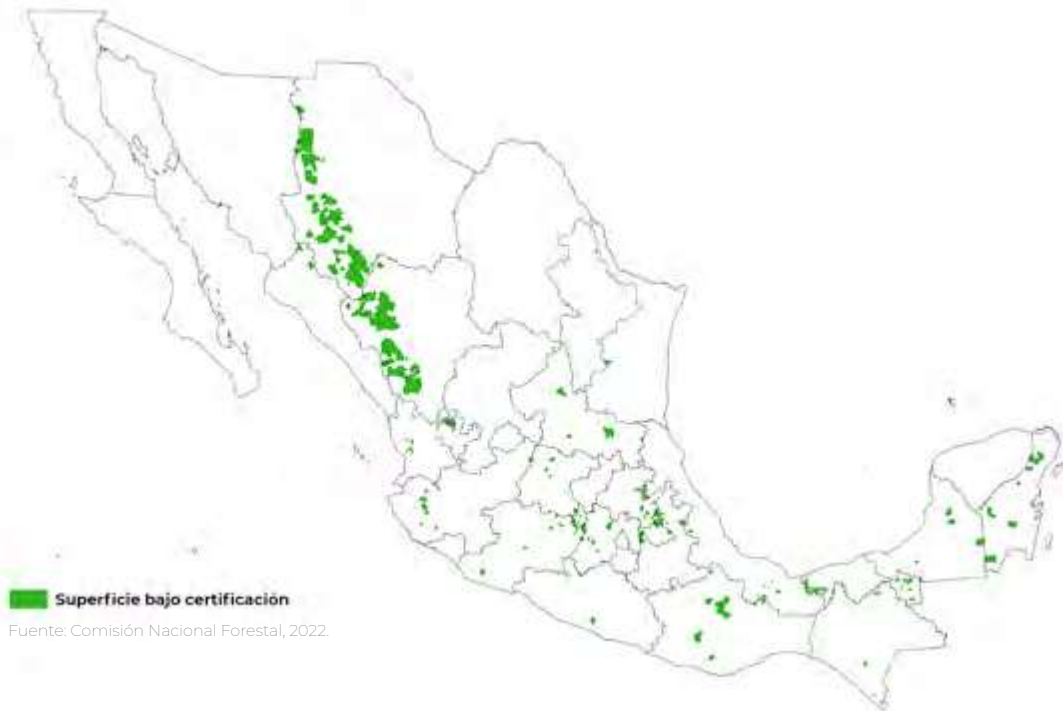 Superficie bajo certificación
Fuente: Comisión Nacional Forestal, 2022.